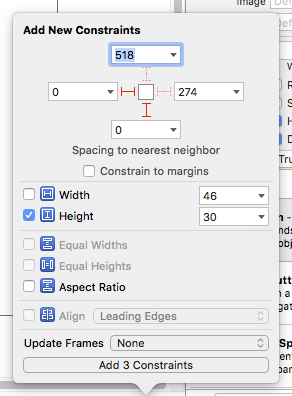 Image
Add New Constraints
518
0
274
0
Spacing to nearest neighbor
Constrain to margins
Width 46
Height 30
Equal Widths
Equal Heights
Aspect Ratio
Align Leading Edges
Update Frames None
Add 3 Constraints